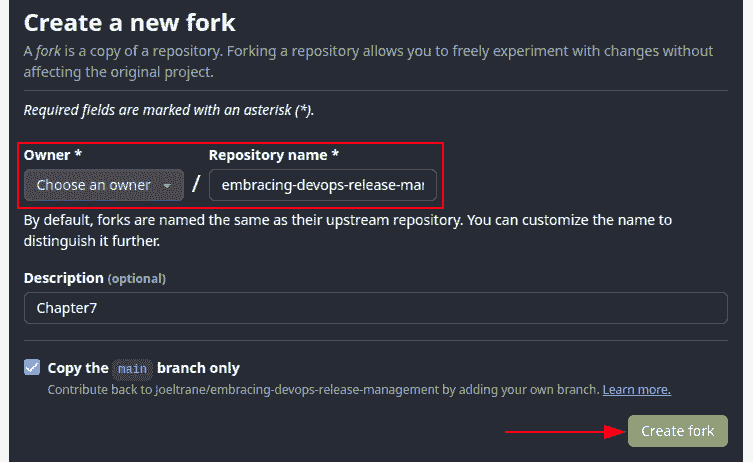 Create a new fork
A fork is a copy of a repository. Forking a repository allows you to freely experiment with changes without
affecting the original project.
Required fields are marked with an asterisk (*).
Owner * Repository name *
Choose an owner / embracing-devops-release-mar
By default, forks are named the same as their upstream repository. You can customize the name to
distinguish it further.
Description (optional)
Chapter7
Copy the main branch only
Contribute back to Joeltrane/embracing-devops-release-management by adding your own branch. Learn more.
Create fork